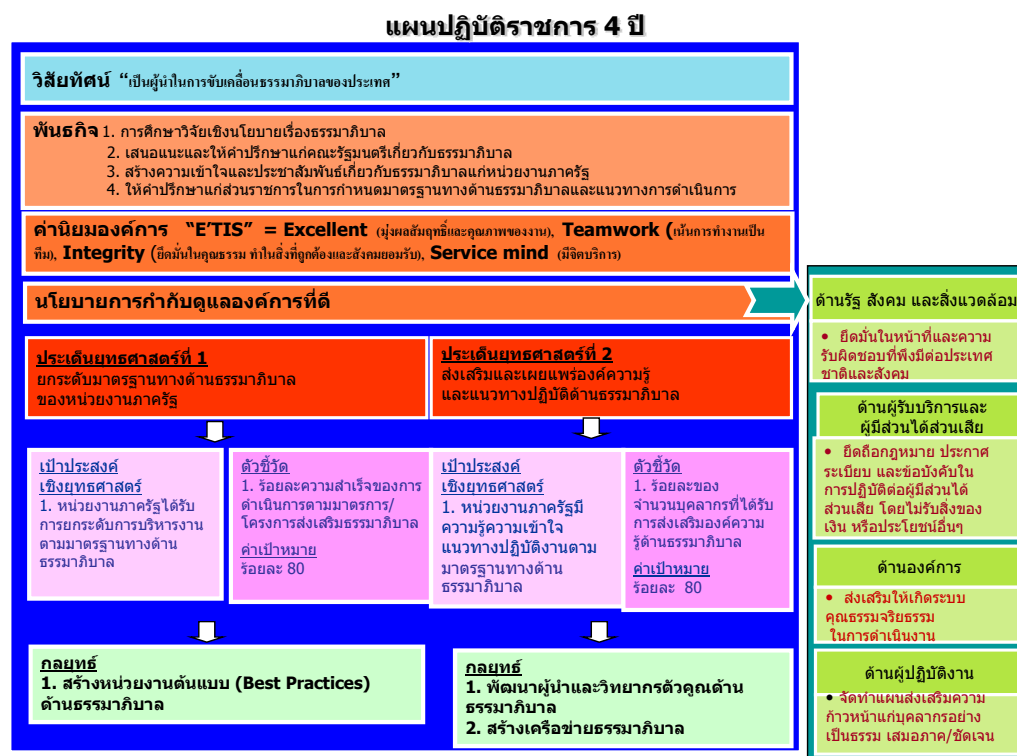 แผนปฏิบัติราชการ 4 ปี
วิสัยทัศน์ “เป็นผู้นำในการขับเคลื่อนธรรมาภิบาลของประเทศ”
พันธกิจ 1. การศึกษาวิจัยเชิงนโยบายเรื่องธรรมาภิบาล
2. เสนอแนะและให้คำปรึกษาแก่คณะรัฐมนตรีเกี่ยวกับธรรมาภิบาล
3. สร้างความเข้าใจและประชาสัมพันธ์เกี่ยวกับธรรมาภิบาลแก่หน่วยงานภาครัฐ
4. ให้คำปรึกษาแก่ส่วนราชการในการกำหนดมาตรฐานทางด้านธรรมาภิบาลและแนวทางการดำเนินการ
ค่านิยมองค์การ “E’TIS” = Excellent (มุ่งผลสัมฤทธิ์และคุณภาพของงาน), Teamwork (เน้นการทำงานเป็น
ทีม), Integrity (ยึดมั่นในคุณธรรม ทำในสิ่งที่ถูกต้องและสังคมยอมรับ), Service mind (มีจิตบริการ)
นโยบายการกำกับดูแลองค์การที่ดี
ประเด็นยุทธศาสตร์ที่ 1
ยกระดับมาตรฐานทางด้านธรรมาภิบาล
ของหน่วยงานภาครัฐ
ประเด็นยุทธศาสตร์ที่ 2
ส่งเสริมและเผยแพร่องค์ความรู้
และแนวทางปฏิบัติด้านธรรมาภิบาล
เป้าประสงค์
เชิงยุทธศาสตร์
1. หน่วยงานภาครัฐได้รับ
การยกระดับการบริหารงาน
ตามมาตรฐานทางด้าน
ธรรมาภิบาล
ตัวชี้วัด
1. ร้อยละความสำเร็จของการ
ดำเนินการตามมาตรการ/
โครงการส่งเสริมธรรมาภิบาล
ค่าเป้าหมาย
ร้อยละ 80
เป้าประสงค์
เชิงยุทธศาสตร์
1. หน่วยงานภาครัฐมี
ความรู้ความเข้าใจ
แนวทางปฏิบัติงานตาม
มาตรฐานทางด้าน
ธรรมาภิบาล
ตัวชี้วัด
1. ร้อยละของ
จำนวนบุคลากรที่ได้รับ
การส่งเสริมองค์ความ
รู้ด้านธรรมาภิบาล
ค่าเป้าหมาย
ร้อยละ 80
กลยุทธ์
1. สร้างหน่วยงานต้นแบบ (Best Practices)
ด้านธรรมาภิบาล
กลยุทธ์
1. พัฒนาผู้นำและวิทยากรตัวคูณด้าน
ธรรมาภิบาล
2. สร้างเครือข่ายธรรมาภิบาล
ด้านรัฐ สังคม และสิ่งแวดล้อม
• ยึดมั่นในหน้าที่และความ
รับผิดชอบที่พึงมีต่อประเทศ
ชาติและสังคม
ด้านผู้รับบริการและ
ผู้มีส่วนได้ส่วนเสีย
• ยึดถือกฎหมาย ประกาศ
ระเบียบ และข้อบังคับใน
การปฏิบัติต่อผู้มีส่วนได้
ส่วนเสีย โดยไม่รับสิ่งของ
เงิน หรือประโยชน์อื่นๆ
ด้านองค์การ
• ส่งเสริมให้เกิดระบบ
คุณธรรมจริยธรรม
ในการดำเนินงาน
ด้านผู้ปฏิบัติงาน
• จัดทำแผนส่งเสริมความ
ก้าวหน้าแก่บุคลากรอย่าง
เป็นธรรม เสมอภาค/ชัดเจน